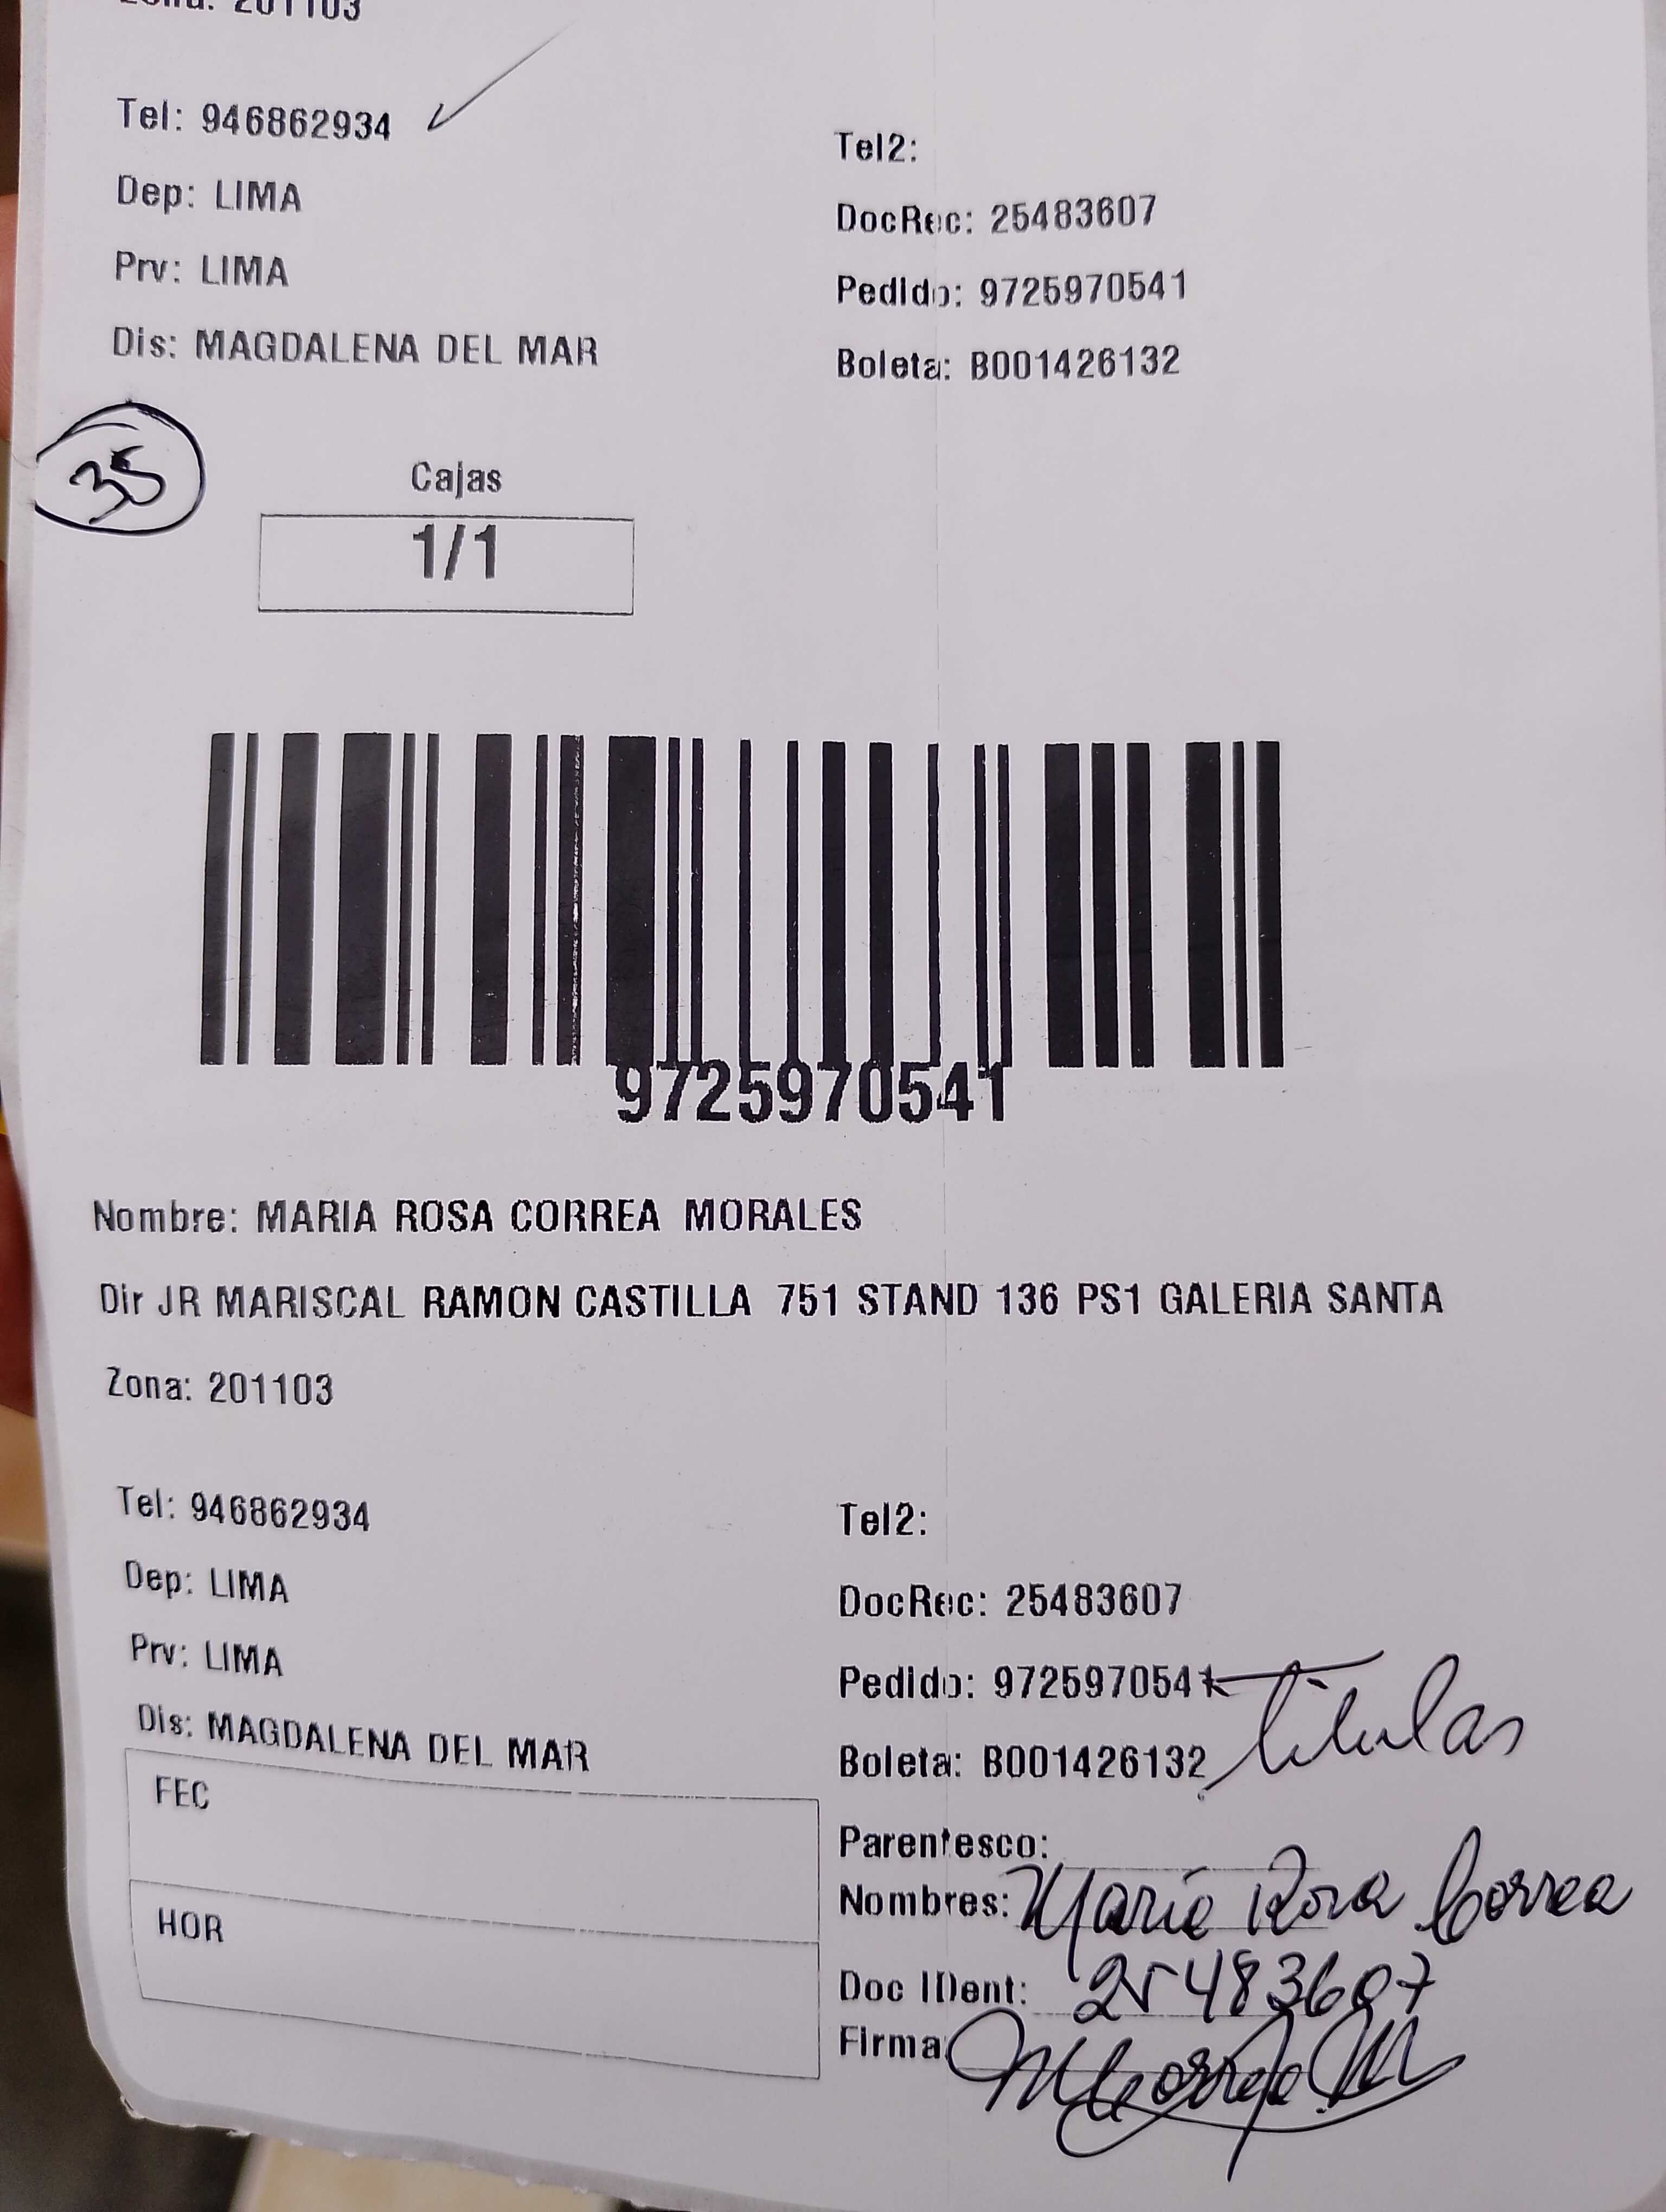 Zona: 201103
Tel: 946862934
Tel2:
Dep: LIMA
DocRec: 25483607
Prv: LIMA
Pedido: 9725970541
Dis: MAGDALENA DEL MAR
Boleta: B001426132
35
Cajas
1/1
9725970541
Nombre: MARIA ROSA CORREA MORALES
Dir JR MARISCAL RAMON CASTILLA 751 STAND 136 PS1 GALERIA SANTA
Zona: 201103
Tel: 946862934
Tel2:
Dep: LIMA
DocRec: 25483607
Prv: LIMA
Pedido: 9725970541
Titular
Dis: MAGDALENA DEL MAR
Boleta: B001426132
FEC
Parentesco:
Nombres: Maria Rosa Correa
HOR
Doc IDent: 25483607
Firma